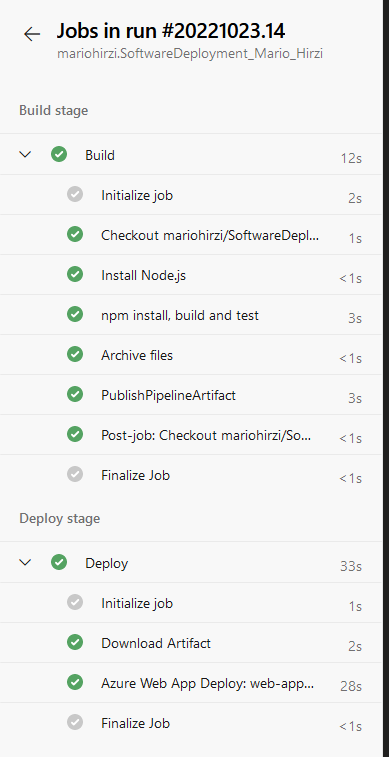 Jobs in run #20221023.14
mariohirzi.SoftwareDeployment_Mario_Hirzi
Build stage
Build 12s
Initialize job 2s
Checkout mariohirzi/SoftwareDepl... 1s
Install Node.js <1s
npm install, build and test 3s
Archive files <1s
PublishPipelineArtifact 3s
Post-job: Checkout mariohirzi/So... <1s
Finalize Job <1s
Deploy stage
Deploy 33s
Initialize job 1s
Download Artifact 2s
Azure Web App Deploy: web-app... 28s
Finalize Job <1s